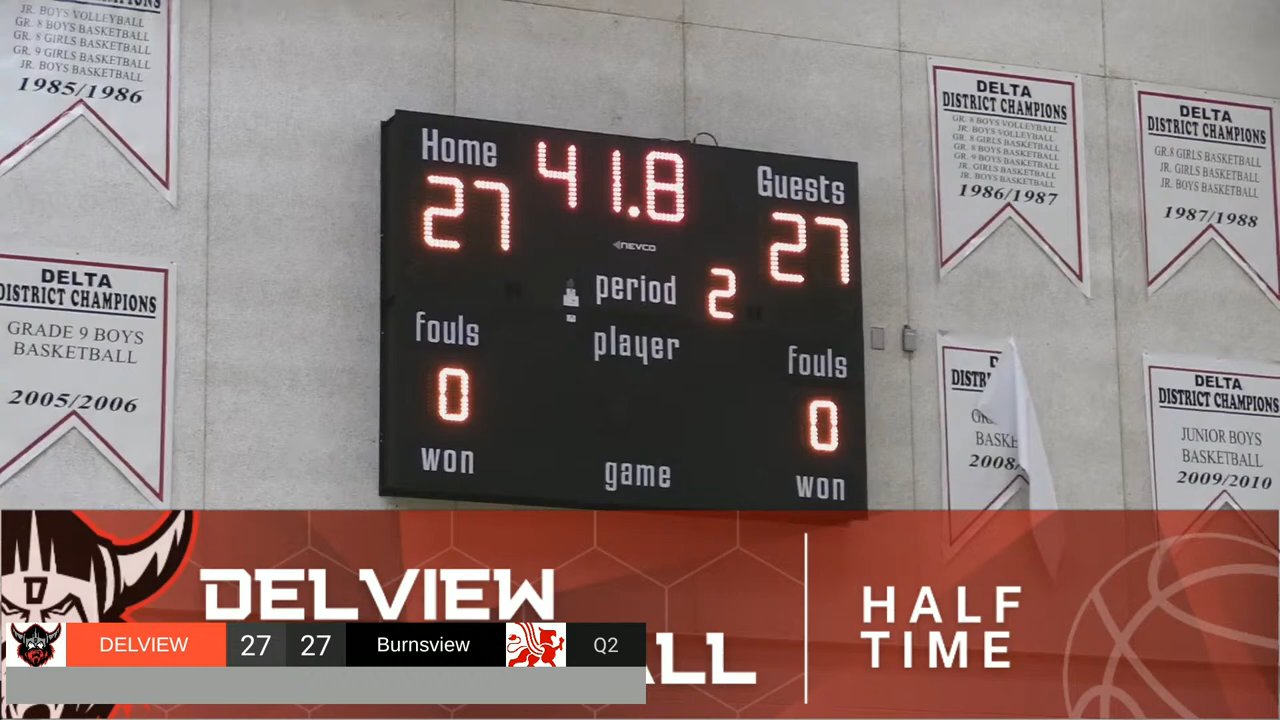 JR. BOYS VOLLEYBALL
GR. 8 BOYS BASKETBALL
GR. 8 GIRLS BASKETBALL
GR. 9 GIRLS BASKETBALL
JR. BOYS BASKETBALL
1985/1986
DELTA
DISTRICT CHAMPIONS
GRADE 9 BOYS
BASKETBALL
2005/2006
Home
41.8
Guests
27
27
NEVCO
period
2
fouls
player
fouls
0
0
won
game
won
DELTA
DISTRICT CHAMPIONS
GR. 8 BOYS VOLLEYBALL
JR. BOYS VOLLEYBALL
GR. 8 GIRLS BASKETBALL
GR. 8 BOYS BASKETBALL
GR. 9 BOYS BASKETBALL
JR. GIRLS BASKETBALL
JR. BOYS BASKETBALL
1986/1987
DELTA
DISTRICT CHAMPIONS
GR.8 GIRLS BASKETBALL
JR. GIRLS BASKETBALL
JR. BOYS BASKETBALL
1987/1988
DELTA
DISTRICT CHAMPIONS
JUNIOR BOYS
BASKETBALL
2009/2010
DELVIEW
HALF
TIME
DELVIEW
27
27
Burnsview
Q2